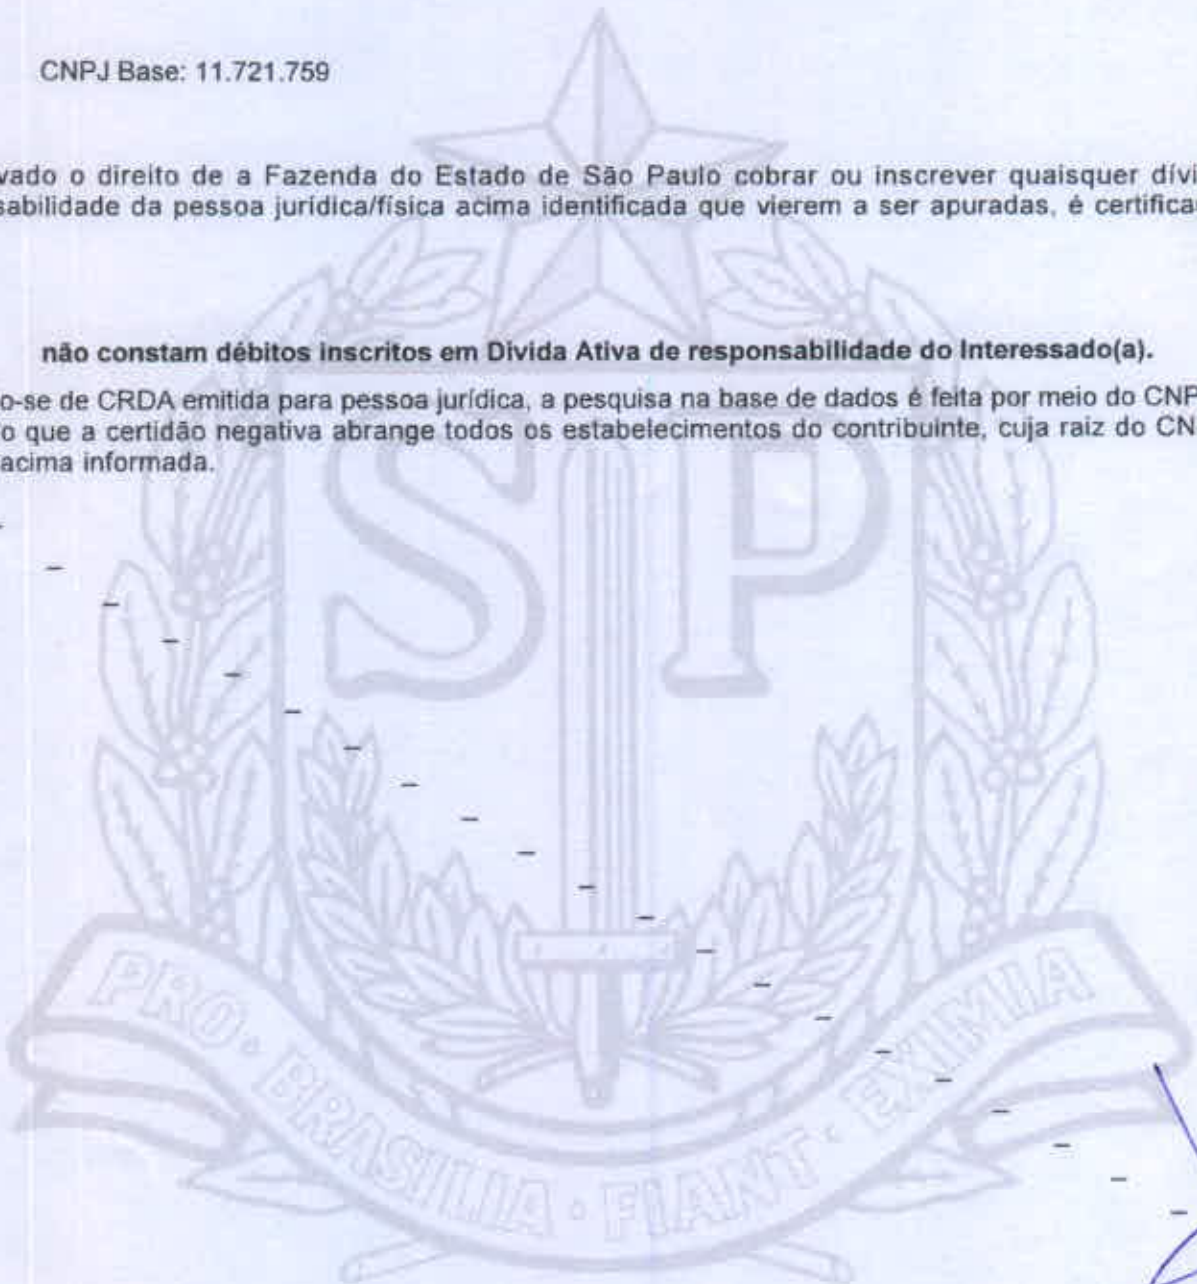 CNPJ Base: 11.721.759
vado o direito de a Fazenda do Estado de São Paulo cobrar ou inscrever quaisquer dívi
sabilidade da pessoa jurídica/física acima identificada que vierem a ser apuradas, é certifica
não constam débitos inscritos em Divida Ativa de responsabilidade do Interessado(a).
o-se de CRDA emitida para pessoa jurídica, a pesquisa na base de dados é feita por meio do CNP
o que a certidão negativa abrange todos os estabelecimentos do contribuinte, cuja raiz do CN
acima informada.
SP
PRO · BRASILIA · FIANT · EXIMIA